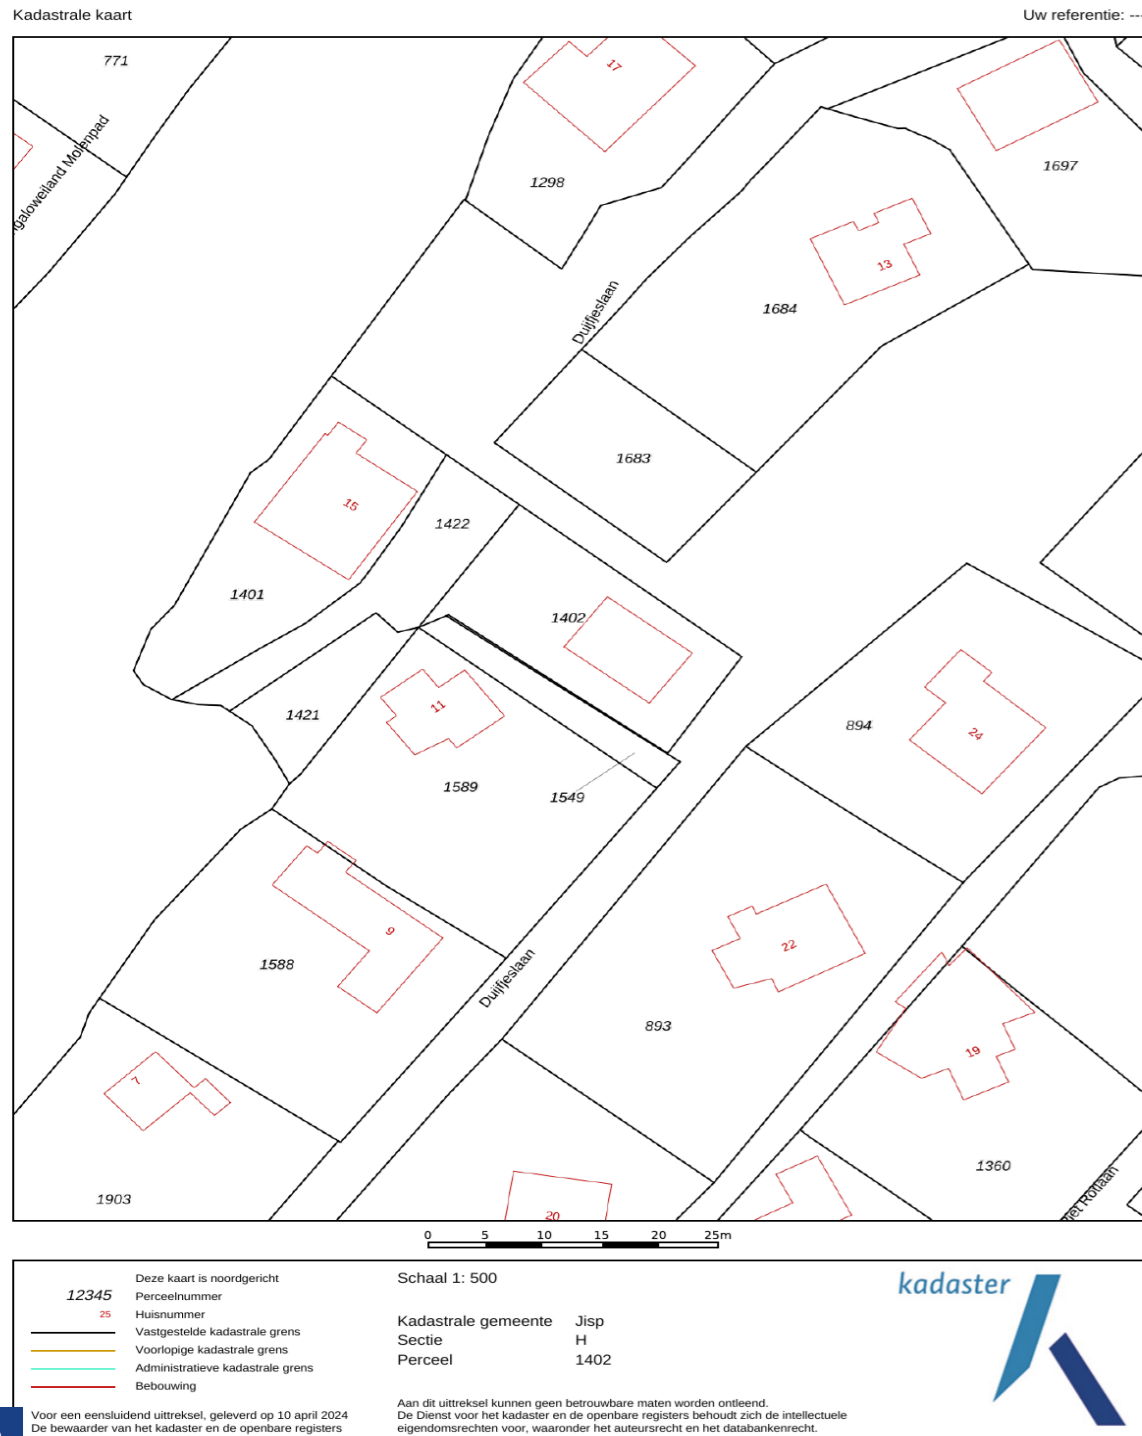 Kadastrale kaart
Uw referentie: --
771
17
1697
1298
13
1684
Duijfjeslaan
1683
15
1422
1401
1402
11
1421
894
24
1589
1549
9
22
1588
Duijfjeslaan
893
19
7
1360
1903
20
0 5 10 15 20 25m
Deze kaart is noordgericht
12345 Perceelnummer
25 Huisnummer
Vastgestelde kadastrale grens
Voorlopige kadastrale grens
Administratieve kadastrale grens
Bebouwing
Voor een eensluidend uittreksel, geleverd op 10 april 2024
De bewaarder van het kadaster en de openbare registers
Schaal 1: 500
Kadastrale gemeente Jisp
Sectie H
Perceel 1402
Aan dit uittreksel kunnen geen betrouwbare maten worden ontleend.
De Dienst voor het kadaster en de openbare registers behoudt zich de intellectuele
eigendomsrechten voor, waaronder het auteursrecht en het databankenrecht.
kadaster